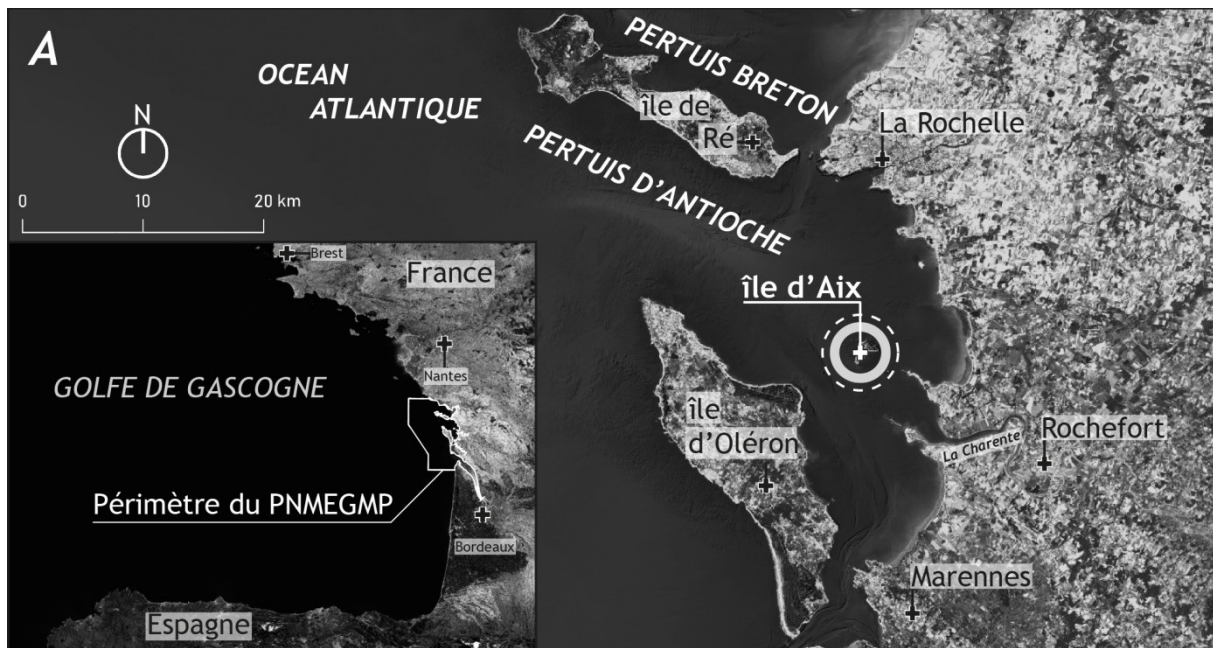 A
OCEAN
ATLANTIQUE
N
0
10
20 km
PERTUIS BRETON
île de
Ré
La Rochelle
PERTUIS D'ANTIOCHE
île d'Aix
île
d'Oléron
La Charente
Rochefort
Marennes
Brest
France
Nantes
GOLFE DE GASCOGNE
Périmètre du PNMEGMP
Bordeaux
Espagne